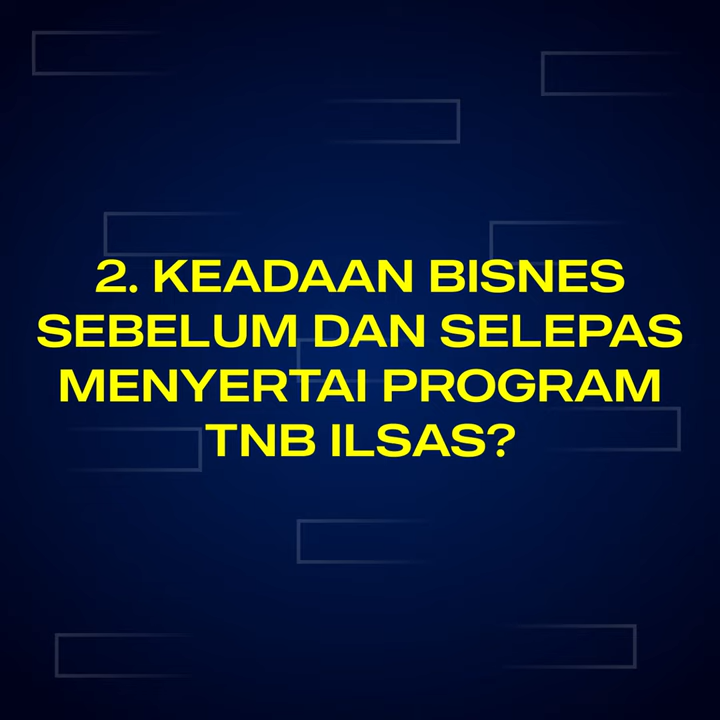 2. KEADAAN BISNES
SEBELUM DAN SELEPAS
MENYERTAI PROGRAM
TNB ILSAS?